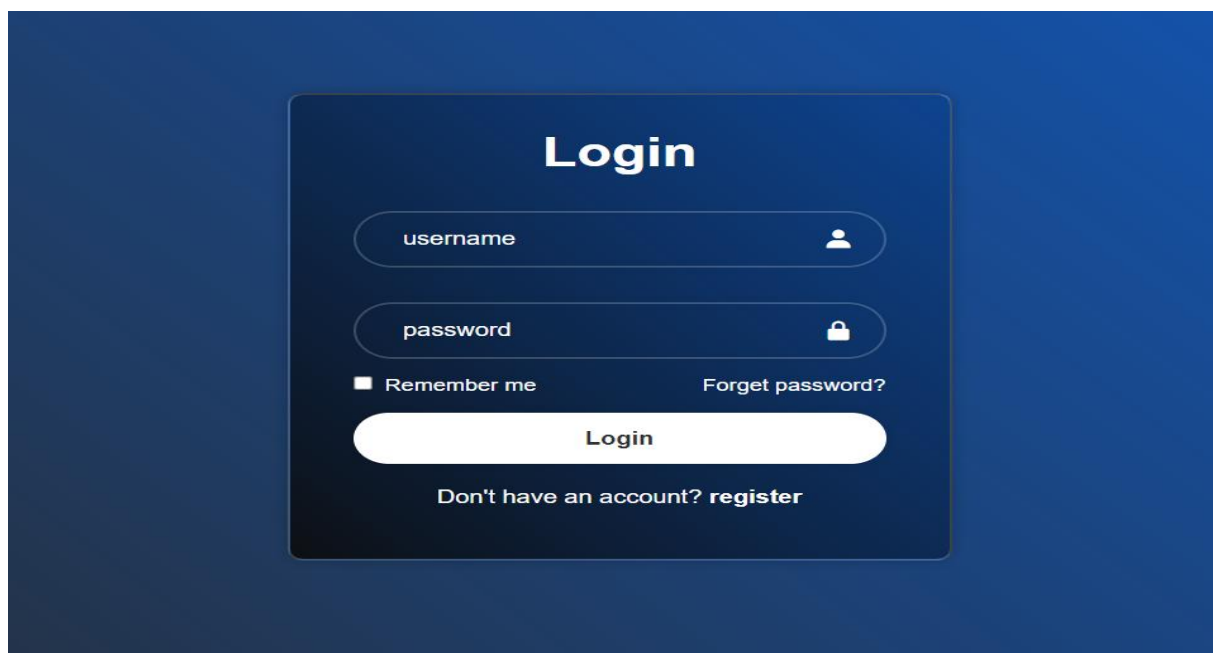 Login
username
password
Remember me Forget password?
Login
Don't have an account? register